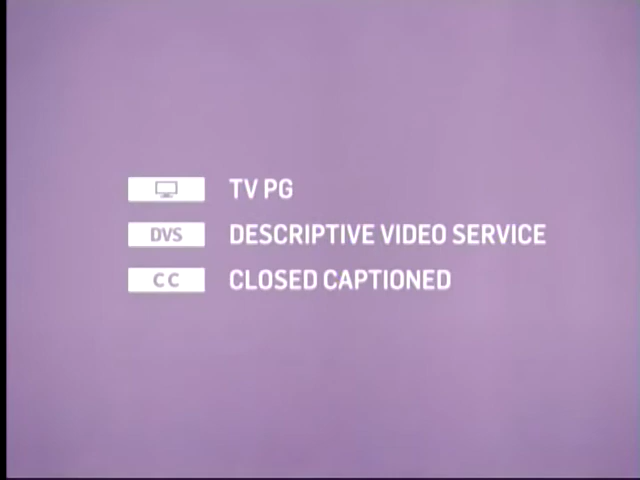 TV PG
DVS DESCRIPTIVE VIDEO SERVICE
CC CLOSED CAPTIONED